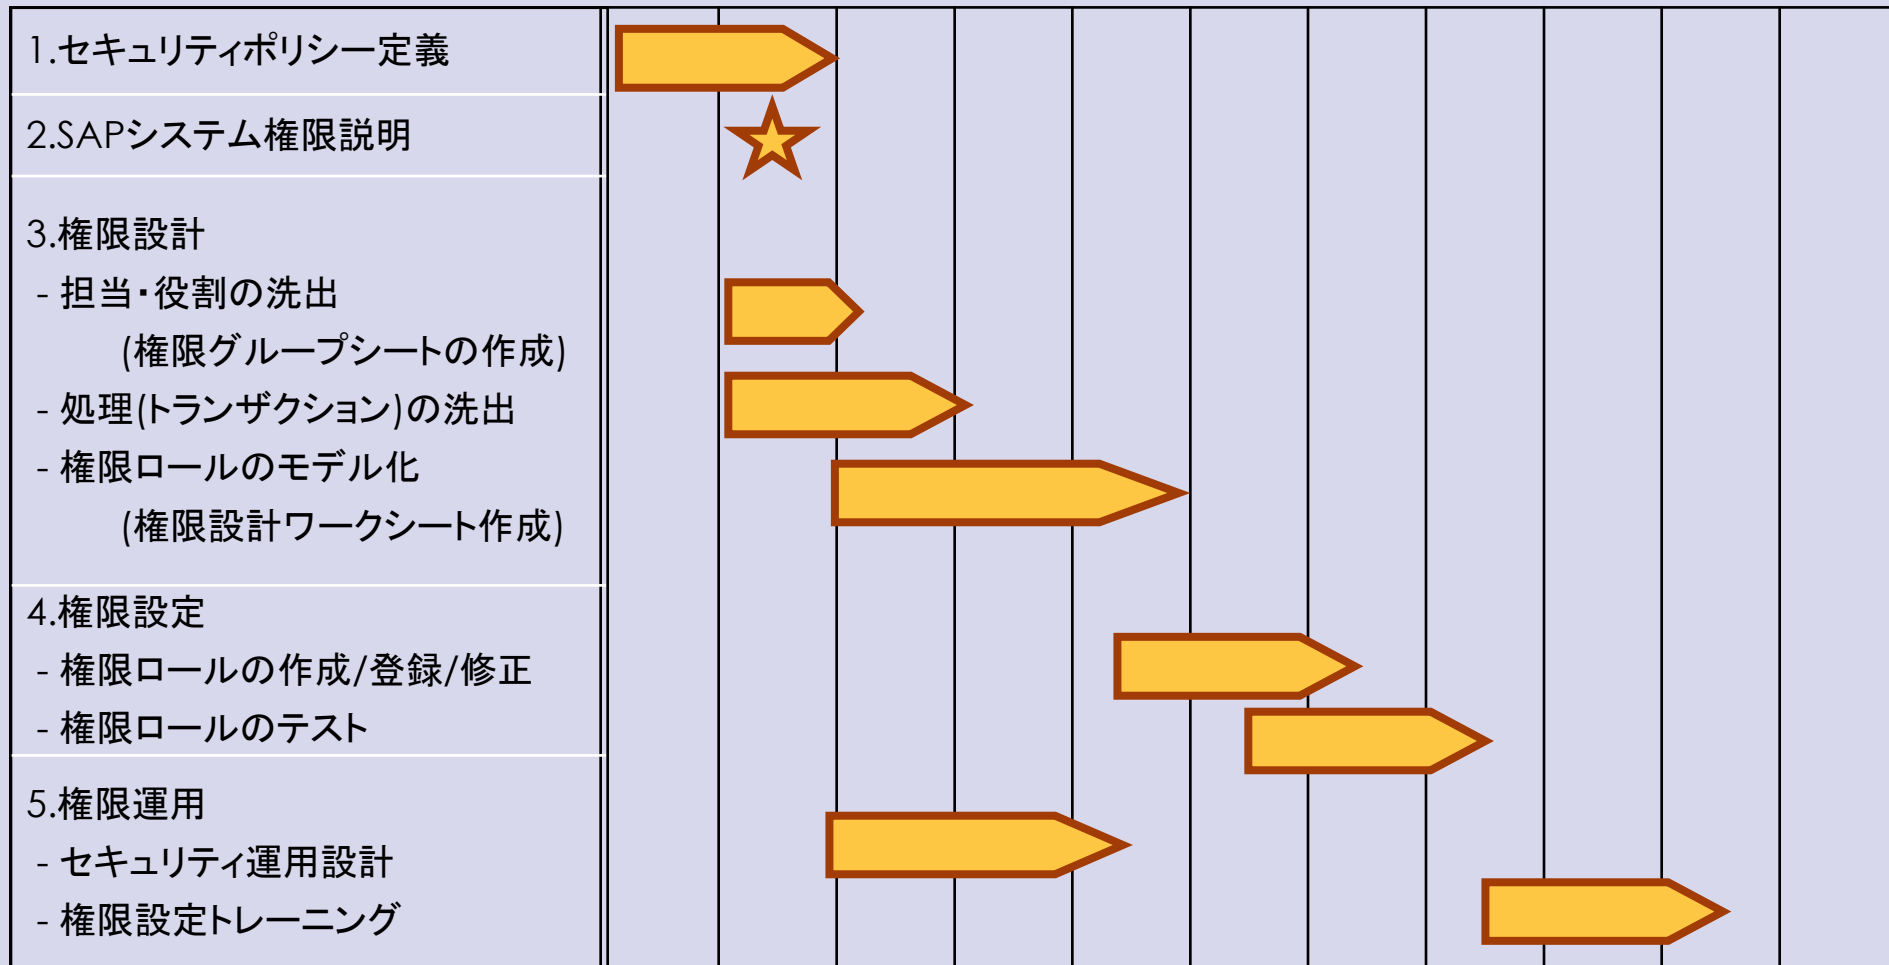 1.セキュリティポリシー定義
2.SAPシステム権限説明
3.権限設計
- 担当・役割の洗出
(権限グループシートの作成)
- 処理(トランザクション)の洗出
- 権限ロールのモデル化
(権限設計ワークシート作成)
4.権限設定
- 権限ロールの作成/登録/修正
- 権限ロールのテスト
5.権限運用
- セキュリティ運用設計
- 権限設定トレーニング